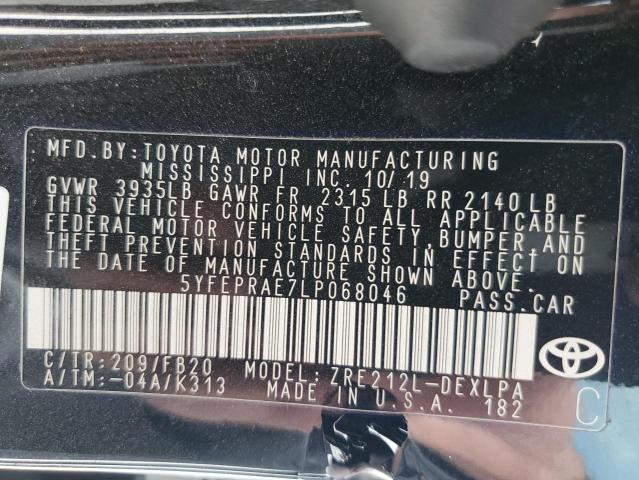 MFD.BY:TOYOTA MOTOR MANUFACTURING
MISSISSIPPI INC. 10/19
GVWR 3935LB GAWR FR 2315 LB RR 2140 LB
THIS VEHICLE CONFORMS TO ALL APPLICABLE
FEDERAL MOTOR VEHICLE SAFETY, BUMPER, AND
THEFT PREVENTION STANDARDS IN EFFECT ON
THE DATE OF MANUFACTURE SHOWN ABOVE.
5YFEPRAE7LP068046 PASS.CAR
C/TR:209/FB20 MODEL:ZRE212L-DEXLPA
A/TM:-04A/K313 MADE IN U.S.A. 182
C